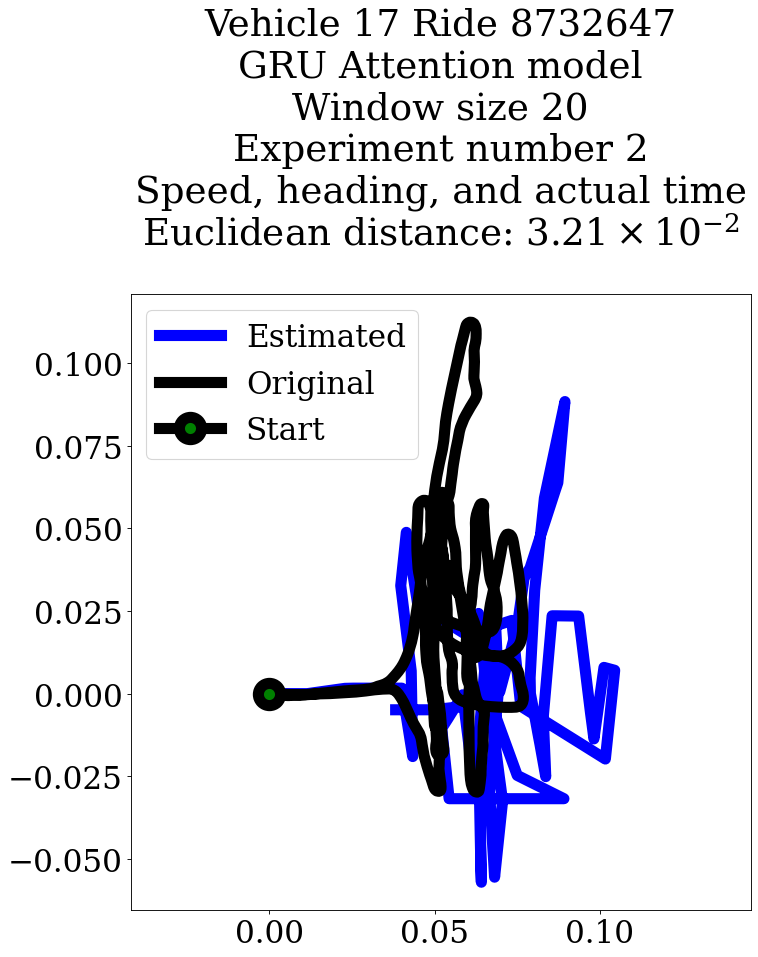 Vehicle 17 Ride 8732647
GRU Attention model
Window size 20
Experiment number 2
Speed, heading, and actual time
Euclidean distance: 3.21 × 10⁻²
Estimated
Original
Start
0.100
0.075
0.050
0.025
0.000
−0.025
−0.050
0.00 0.05 0.10